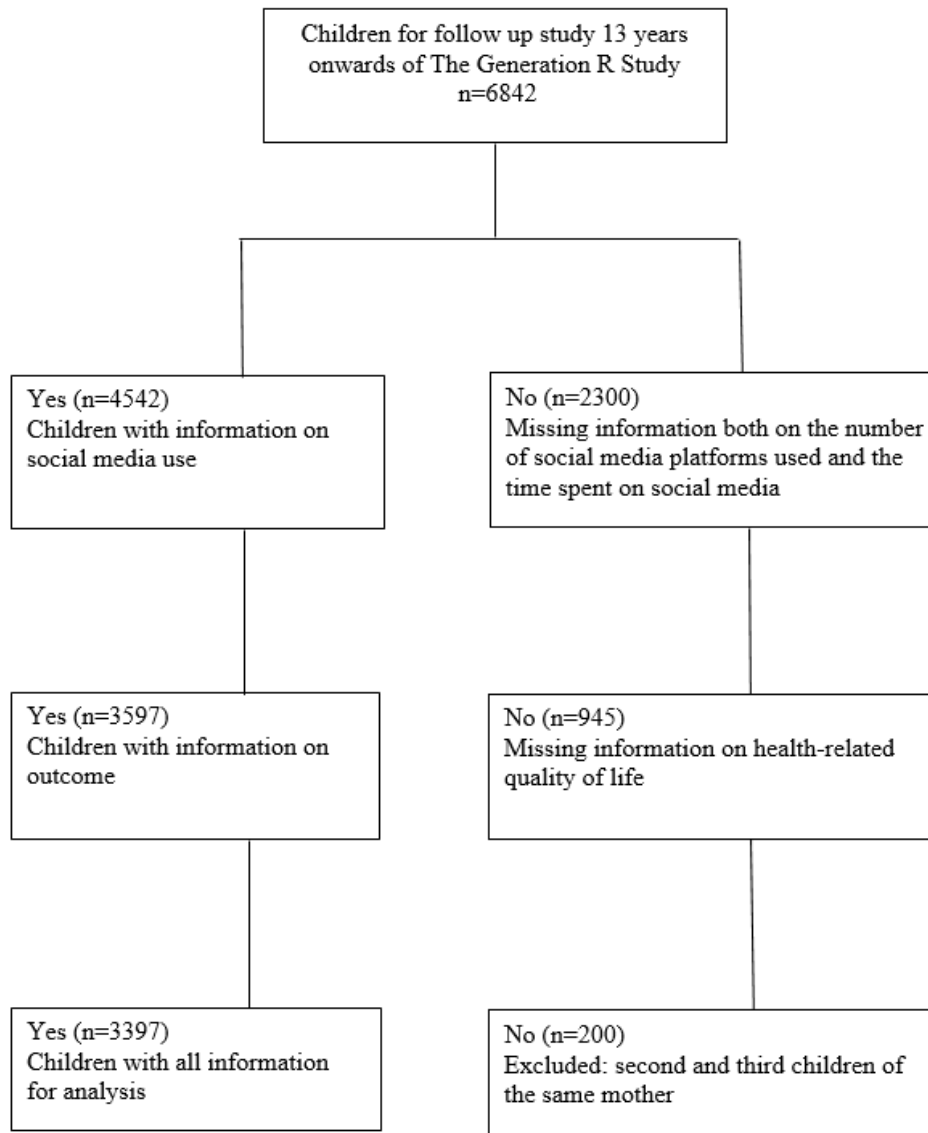 Children for follow up study 13 years
onwards of The Generation R Study
n=6842
Yes (n=4542)
Children with information on
social media use
No (n=2300)
Missing information both on the number
of social media platforms used and the
time spent on social media
Yes (n=3597)
Children with information on
outcome
No (n=945)
Missing information on health-related
quality of life
Yes (n=3397)
Children with all information
for analysis
No (n=200)
Excluded: second and third children of
the same mother